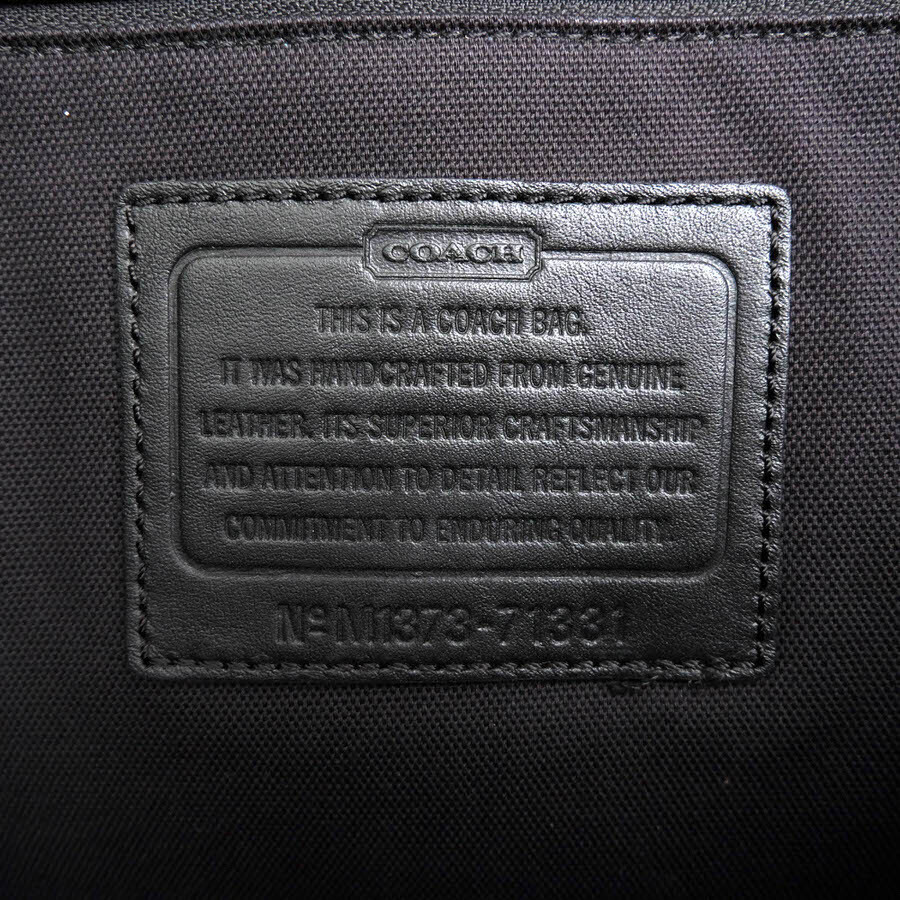 COACH
THIS IS A COACH BAG.
IT WAS HANDCRAFTED FROM GENUINE
LEATHER. ITS SUPERIOR CRAFTSMANSHIP
AND ATTENTION TO DETAIL REFLECT OUR
COMMITMENT TO ENDURING QUALITY.
Nº M1373-71331